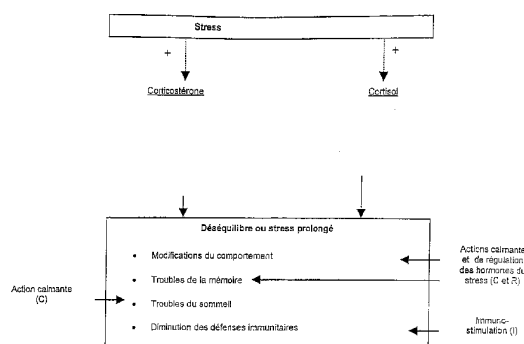 Stress
+
+
Corticostérone
Cortisol
Déséquilibre ou stress prolongé
• Modifications du comportement
• Troubles de la mémoire
• Troubles du sommeil
• Diminution des défenses immunitaires
Action calmante
(C)
Actions calmante
et de régulation
des hormones du
stress (C et R)
Immuno-
stimulation (I)